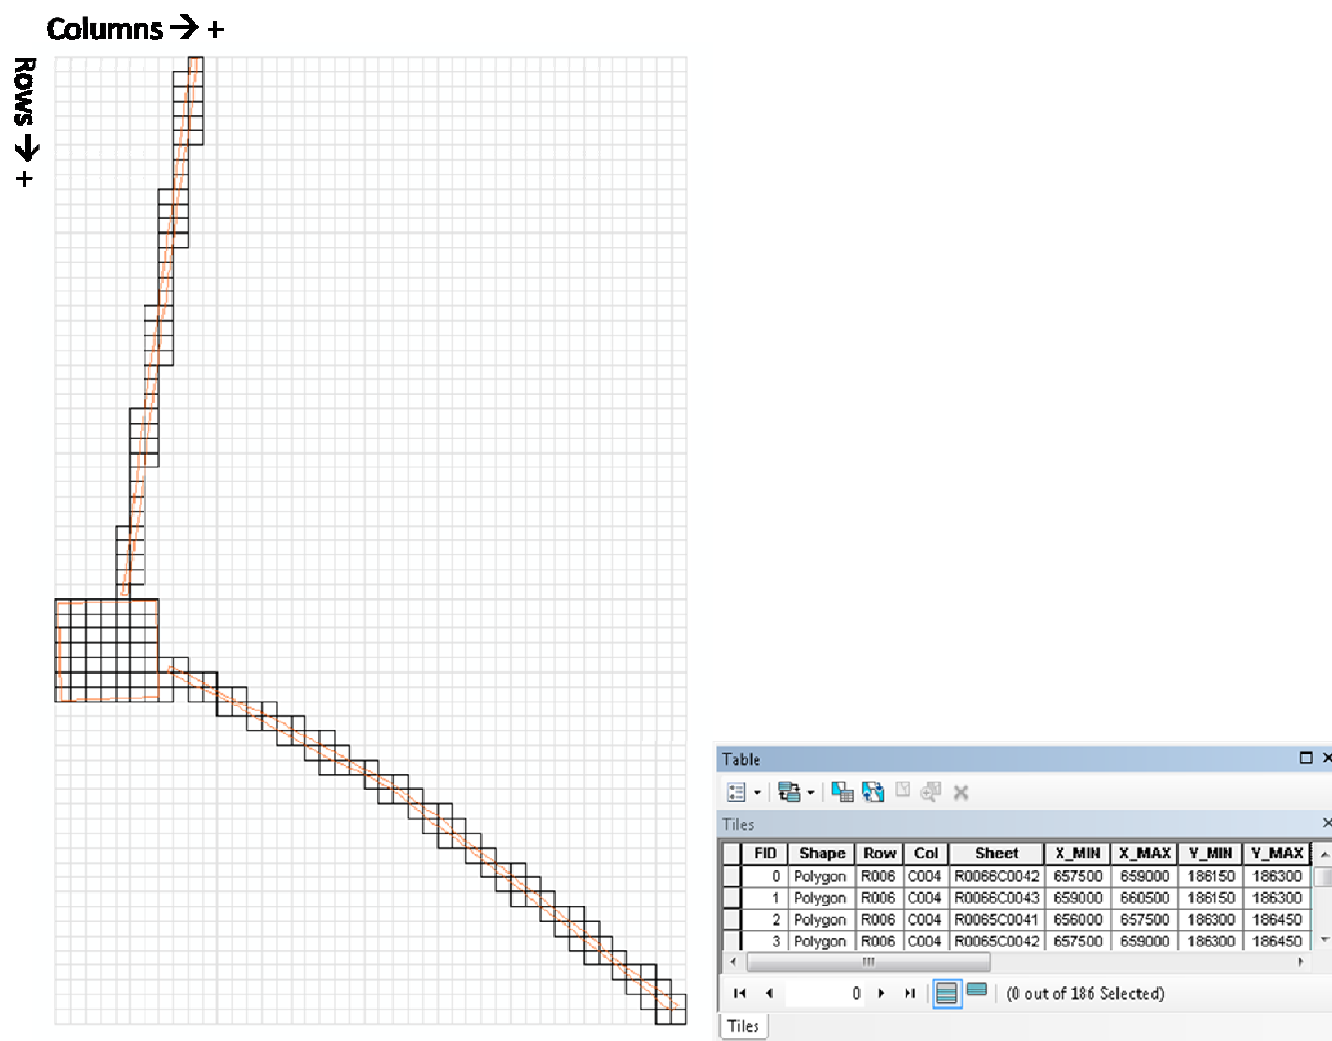 Columns → +
Rows → +
Table
Tiles
FID Shape Row Col Sheet X_MIN X_MAX Y_MIN Y_MAX
0 Polygon R006 C004 R0066C0042 657500 659000 186150 186300
1 Polygon R006 C004 R0066C0043 659000 660500 186150 186300
2 Polygon R006 C004 R0065C0041 656000 657500 186300 186450
3 Polygon R006 C004 R0065C0042 657500 659000 186300 186450
0 (0 out of 186 Selected)
Tiles